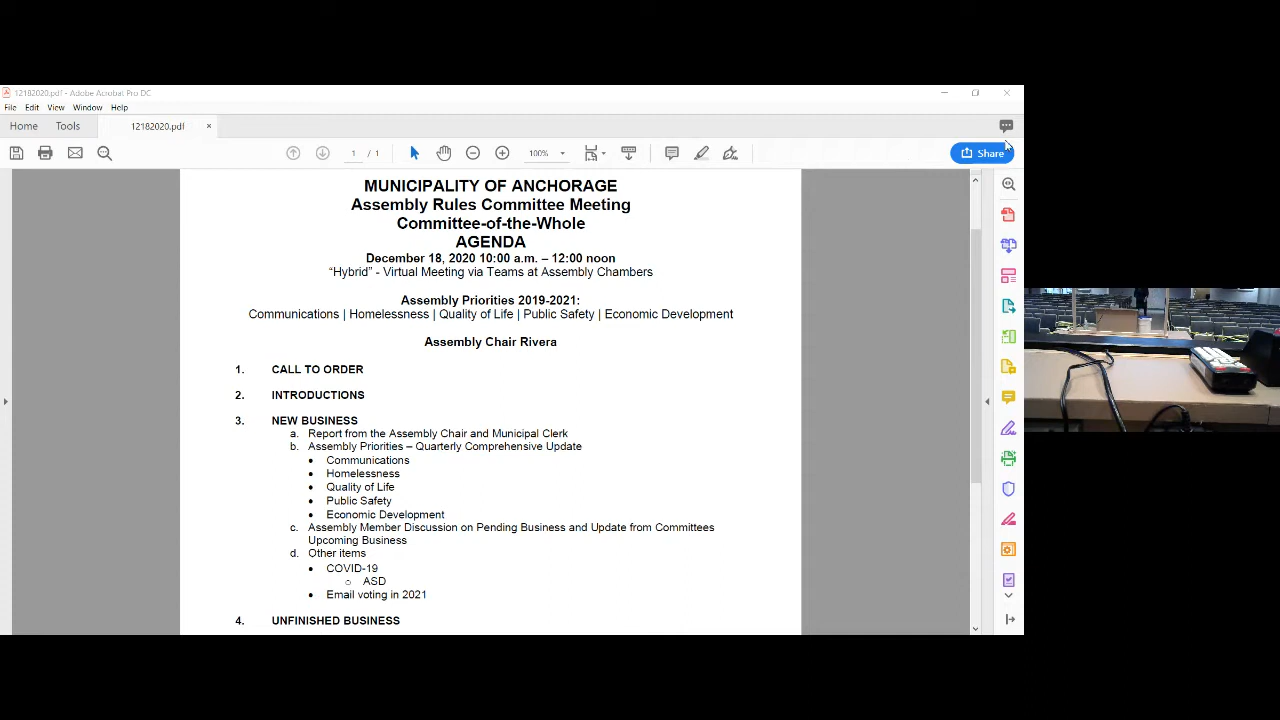 12182020.pdf - Adobe Acrobat Pro DC
File Edit View Window Help
Home Tools 12182020.pdf ×
1 / 1 100% Share
MUNICIPALITY OF ANCHORAGE
Assembly Rules Committee Meeting
Committee-of-the-Whole
AGENDA
December 18, 2020 10:00 a.m. – 12:00 noon
“Hybrid” - Virtual Meeting via Teams at Assembly Chambers
Assembly Priorities 2019-2021:
Communications | Homelessness | Quality of Life | Public Safety | Economic Development
Assembly Chair Rivera
1. CALL TO ORDER
2. INTRODUCTIONS
3. NEW BUSINESS
a. Report from the Assembly Chair and Municipal Clerk
b. Assembly Priorities – Quarterly Comprehensive Update
• Communications
• Homelessness
• Quality of Life
• Public Safety
• Economic Development
c. Assembly Member Discussion on Pending Business and Update from Committees
Upcoming Business
d. Other items
• COVID-19
o ASD
• Email voting in 2021
4. UNFINISHED BUSINESS